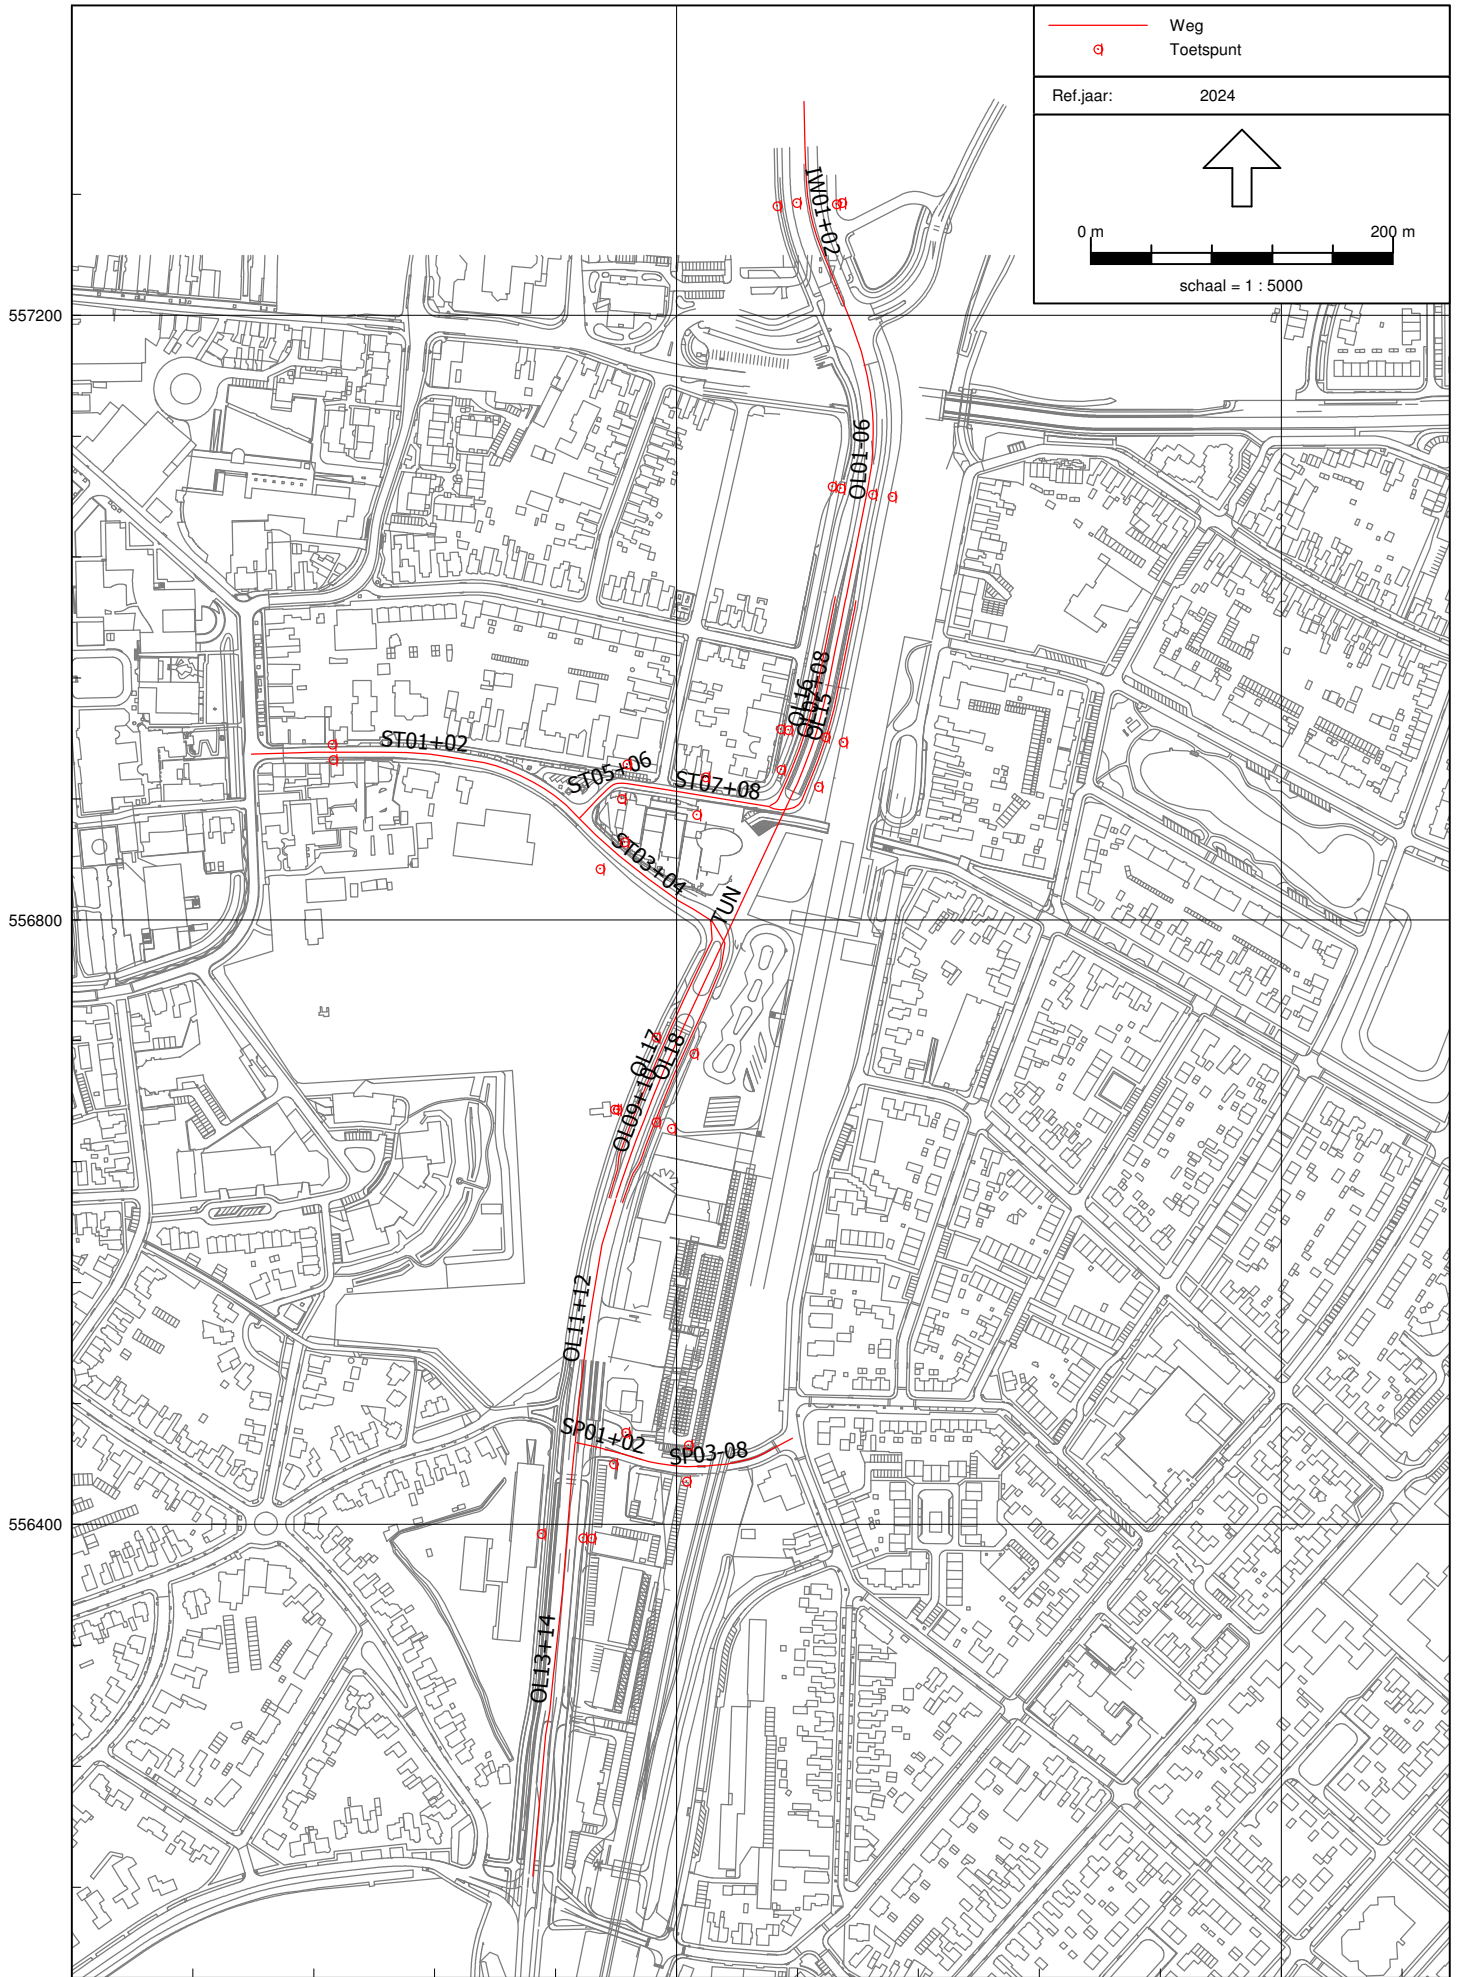 Weg
Toetspunt
Ref.jaar: 2024
0 m 200 m
schaal = 1 : 5000
IW01+02
557200
OL01-06
OL16
OL07+08
OL15
ST01+02
ST05+06
ST07+08
ST03+04
TUN
556800
OL17
OL18
OL09+10
OL11+12
SP01+02
SP03-08
556400
OL13+14